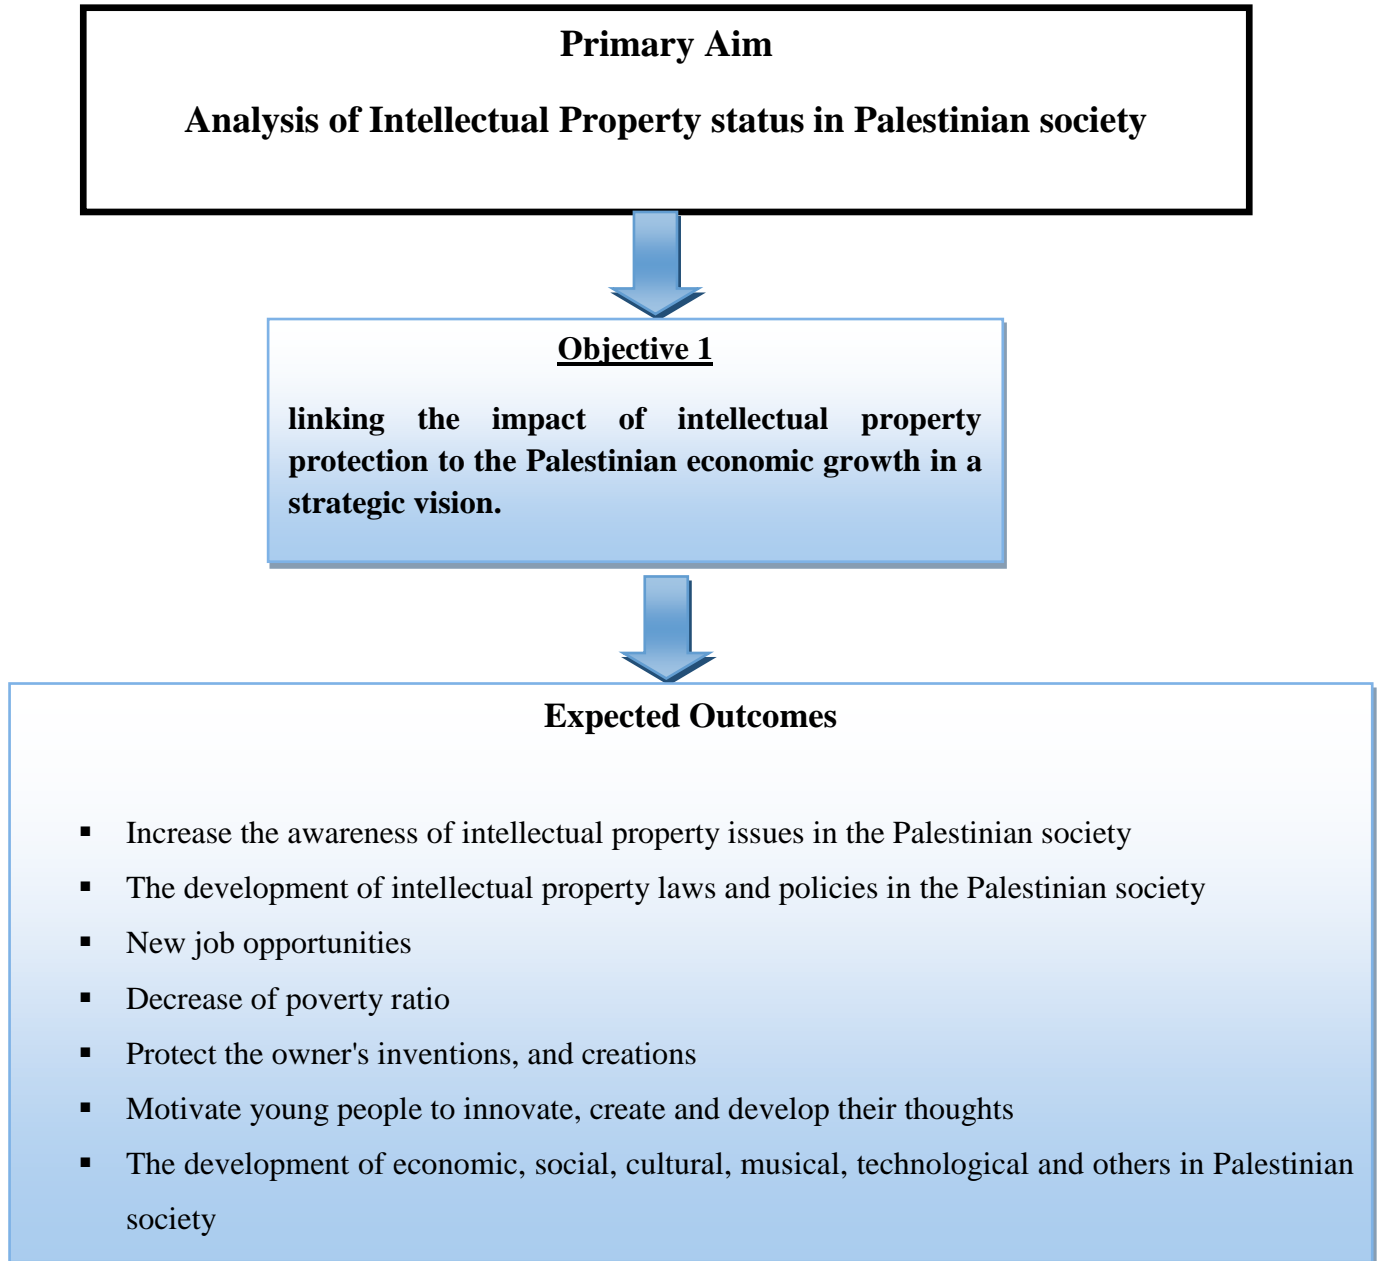 Primary Aim
Analysis of Intellectual Property status in Palestinian society
Objective 1
linking the impact of intellectual property
protection to the Palestinian economic growth in a
strategic vision.
Expected Outcomes
▪ Increase the awareness of intellectual property issues in the Palestinian society
▪ The development of intellectual property laws and policies in the Palestinian society
▪ New job opportunities
▪ Decrease of poverty ratio
▪ Protect the owner's inventions, and creations
▪ Motivate young people to innovate, create and develop their thoughts
▪ The development of economic, social, cultural, musical, technological and others in Palestinian
society